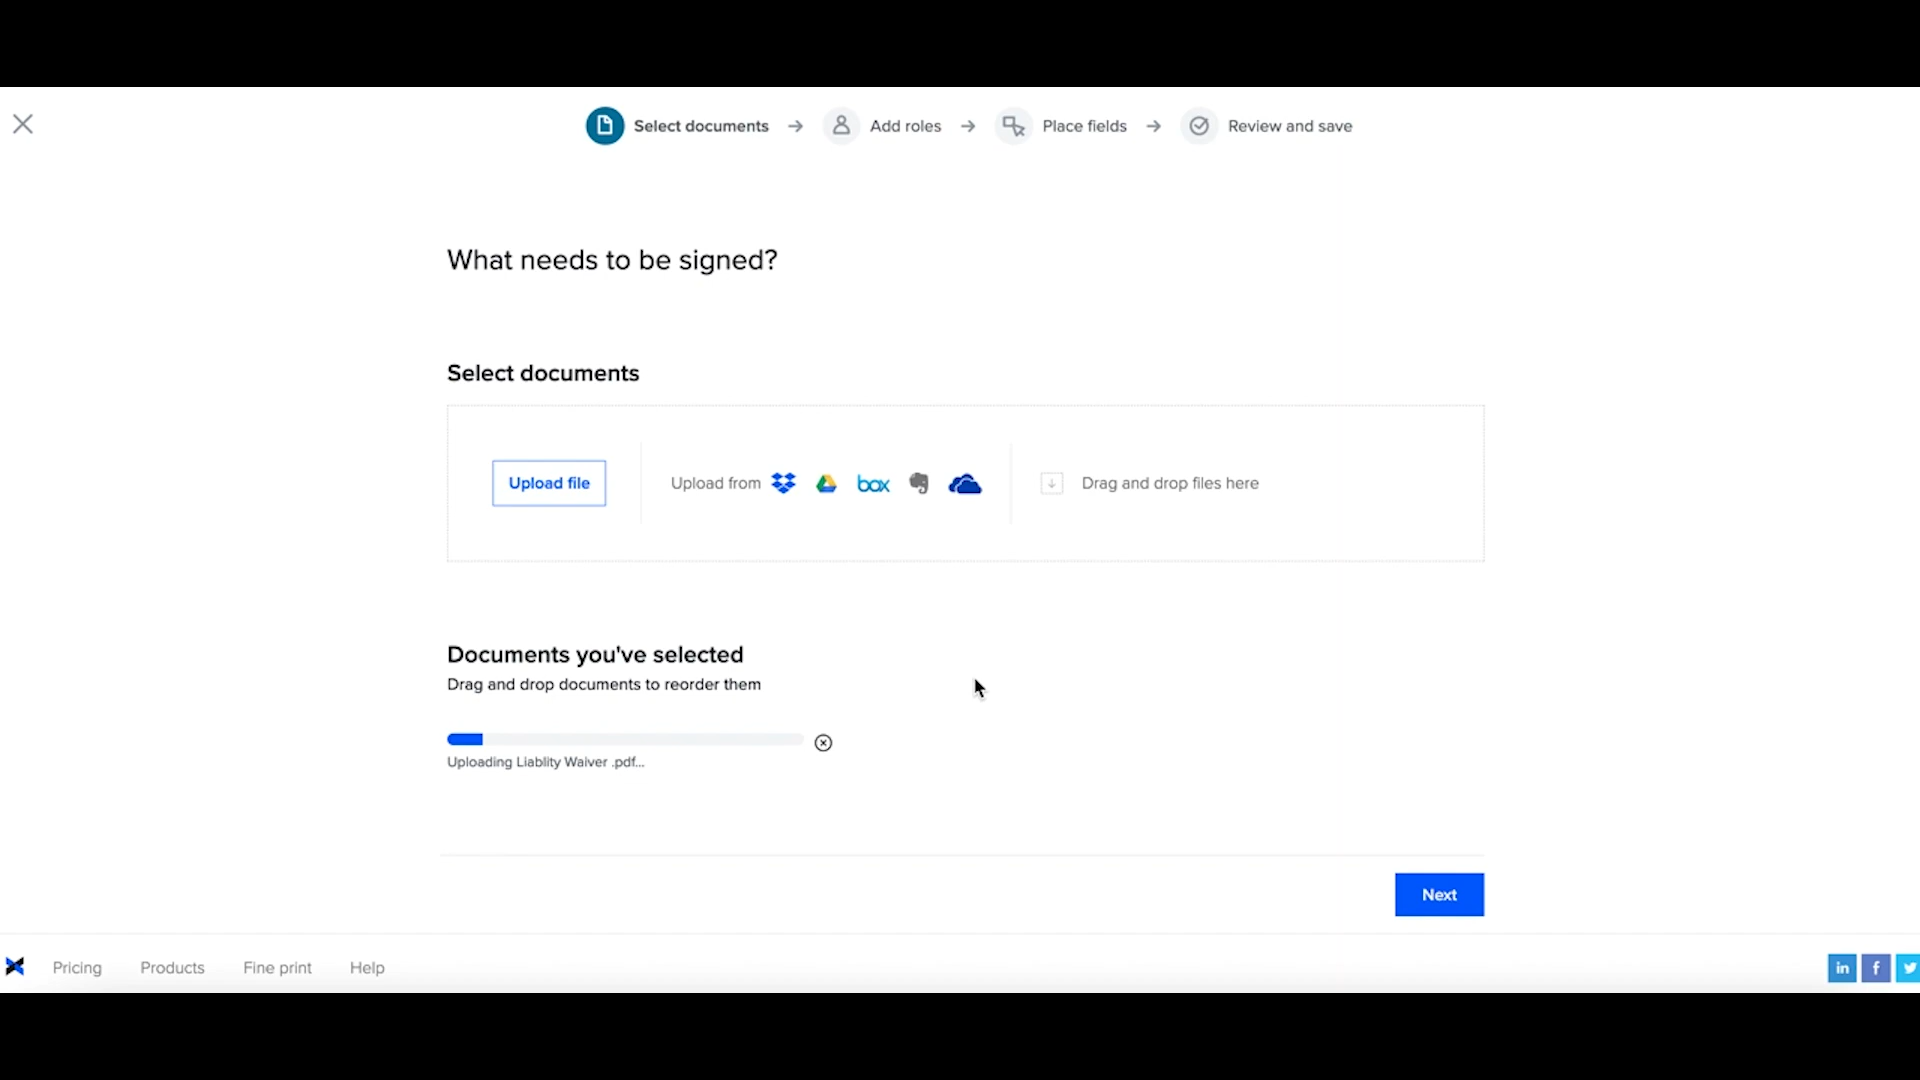 Select documents
Add roles
Place fields
Review and save
What needs to be signed?
Select documents
Upload file
Upload from
box
Drag and drop files here
Documents you've selected
Drag and drop documents to reorder them
Uploading Liablity Waiver .pdf...
Next
Pricing
Products
Fine print
Help
in
f